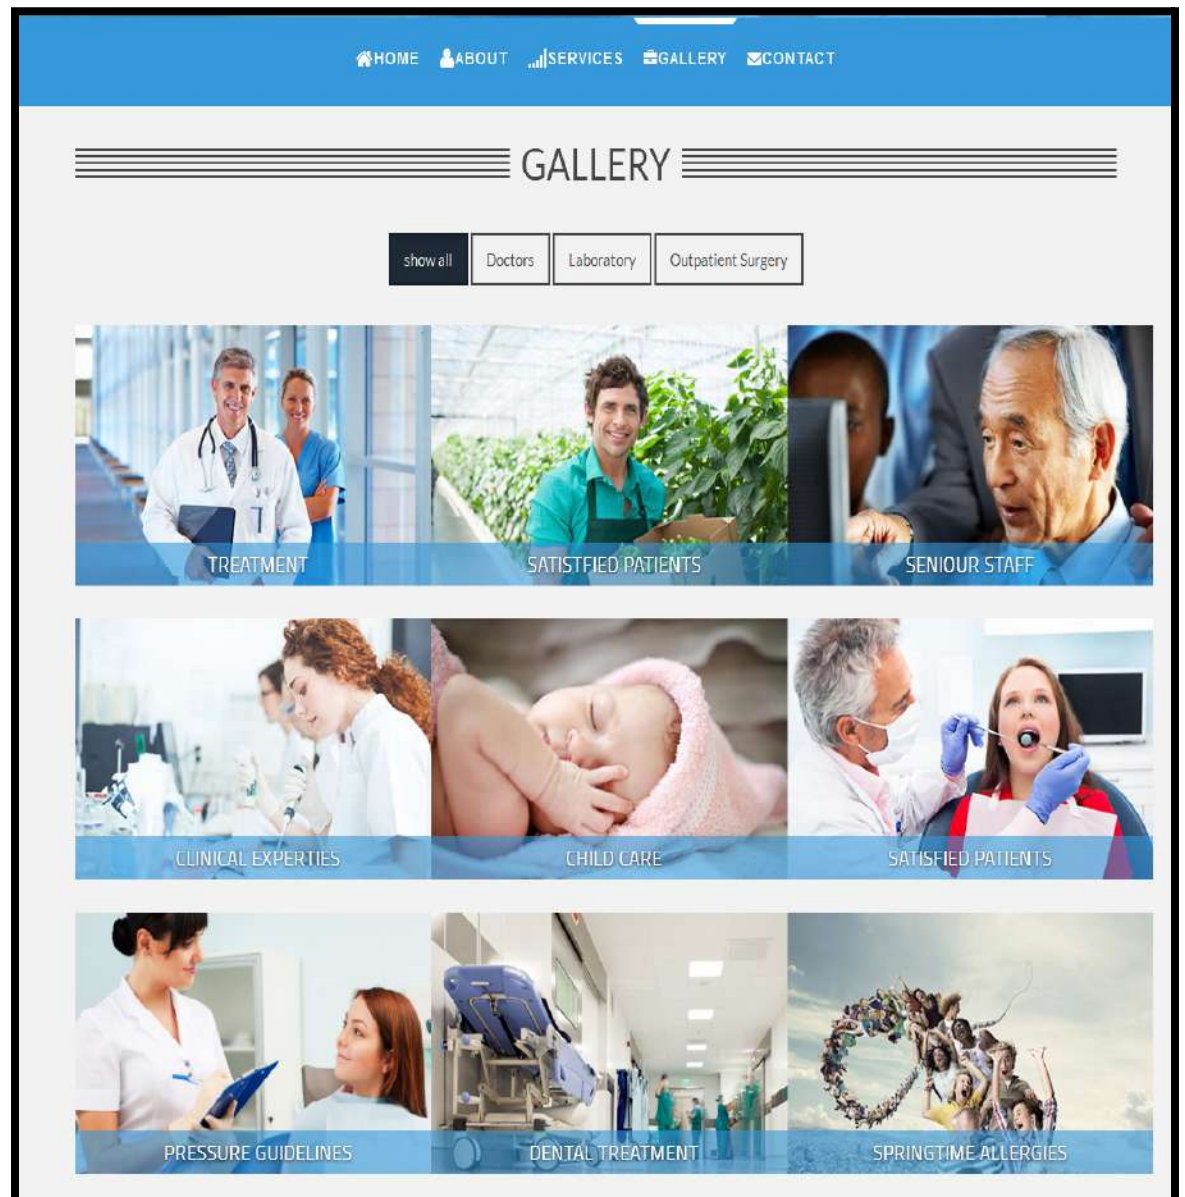 HOME ABOUT SERVICES GALLERY CONTACT
GALLERY
show all Doctors Laboratory Outpatient Surgery
TREATMENT SATISTFIED PATIENTS SENIOUR STAFF
CLINICAL EXPERTIES CHILD CARE SATISFIED PATIENTS
PRESSURE GUIDELINES DENTAL TREATMENT SPRINGTIME ALLERGIES